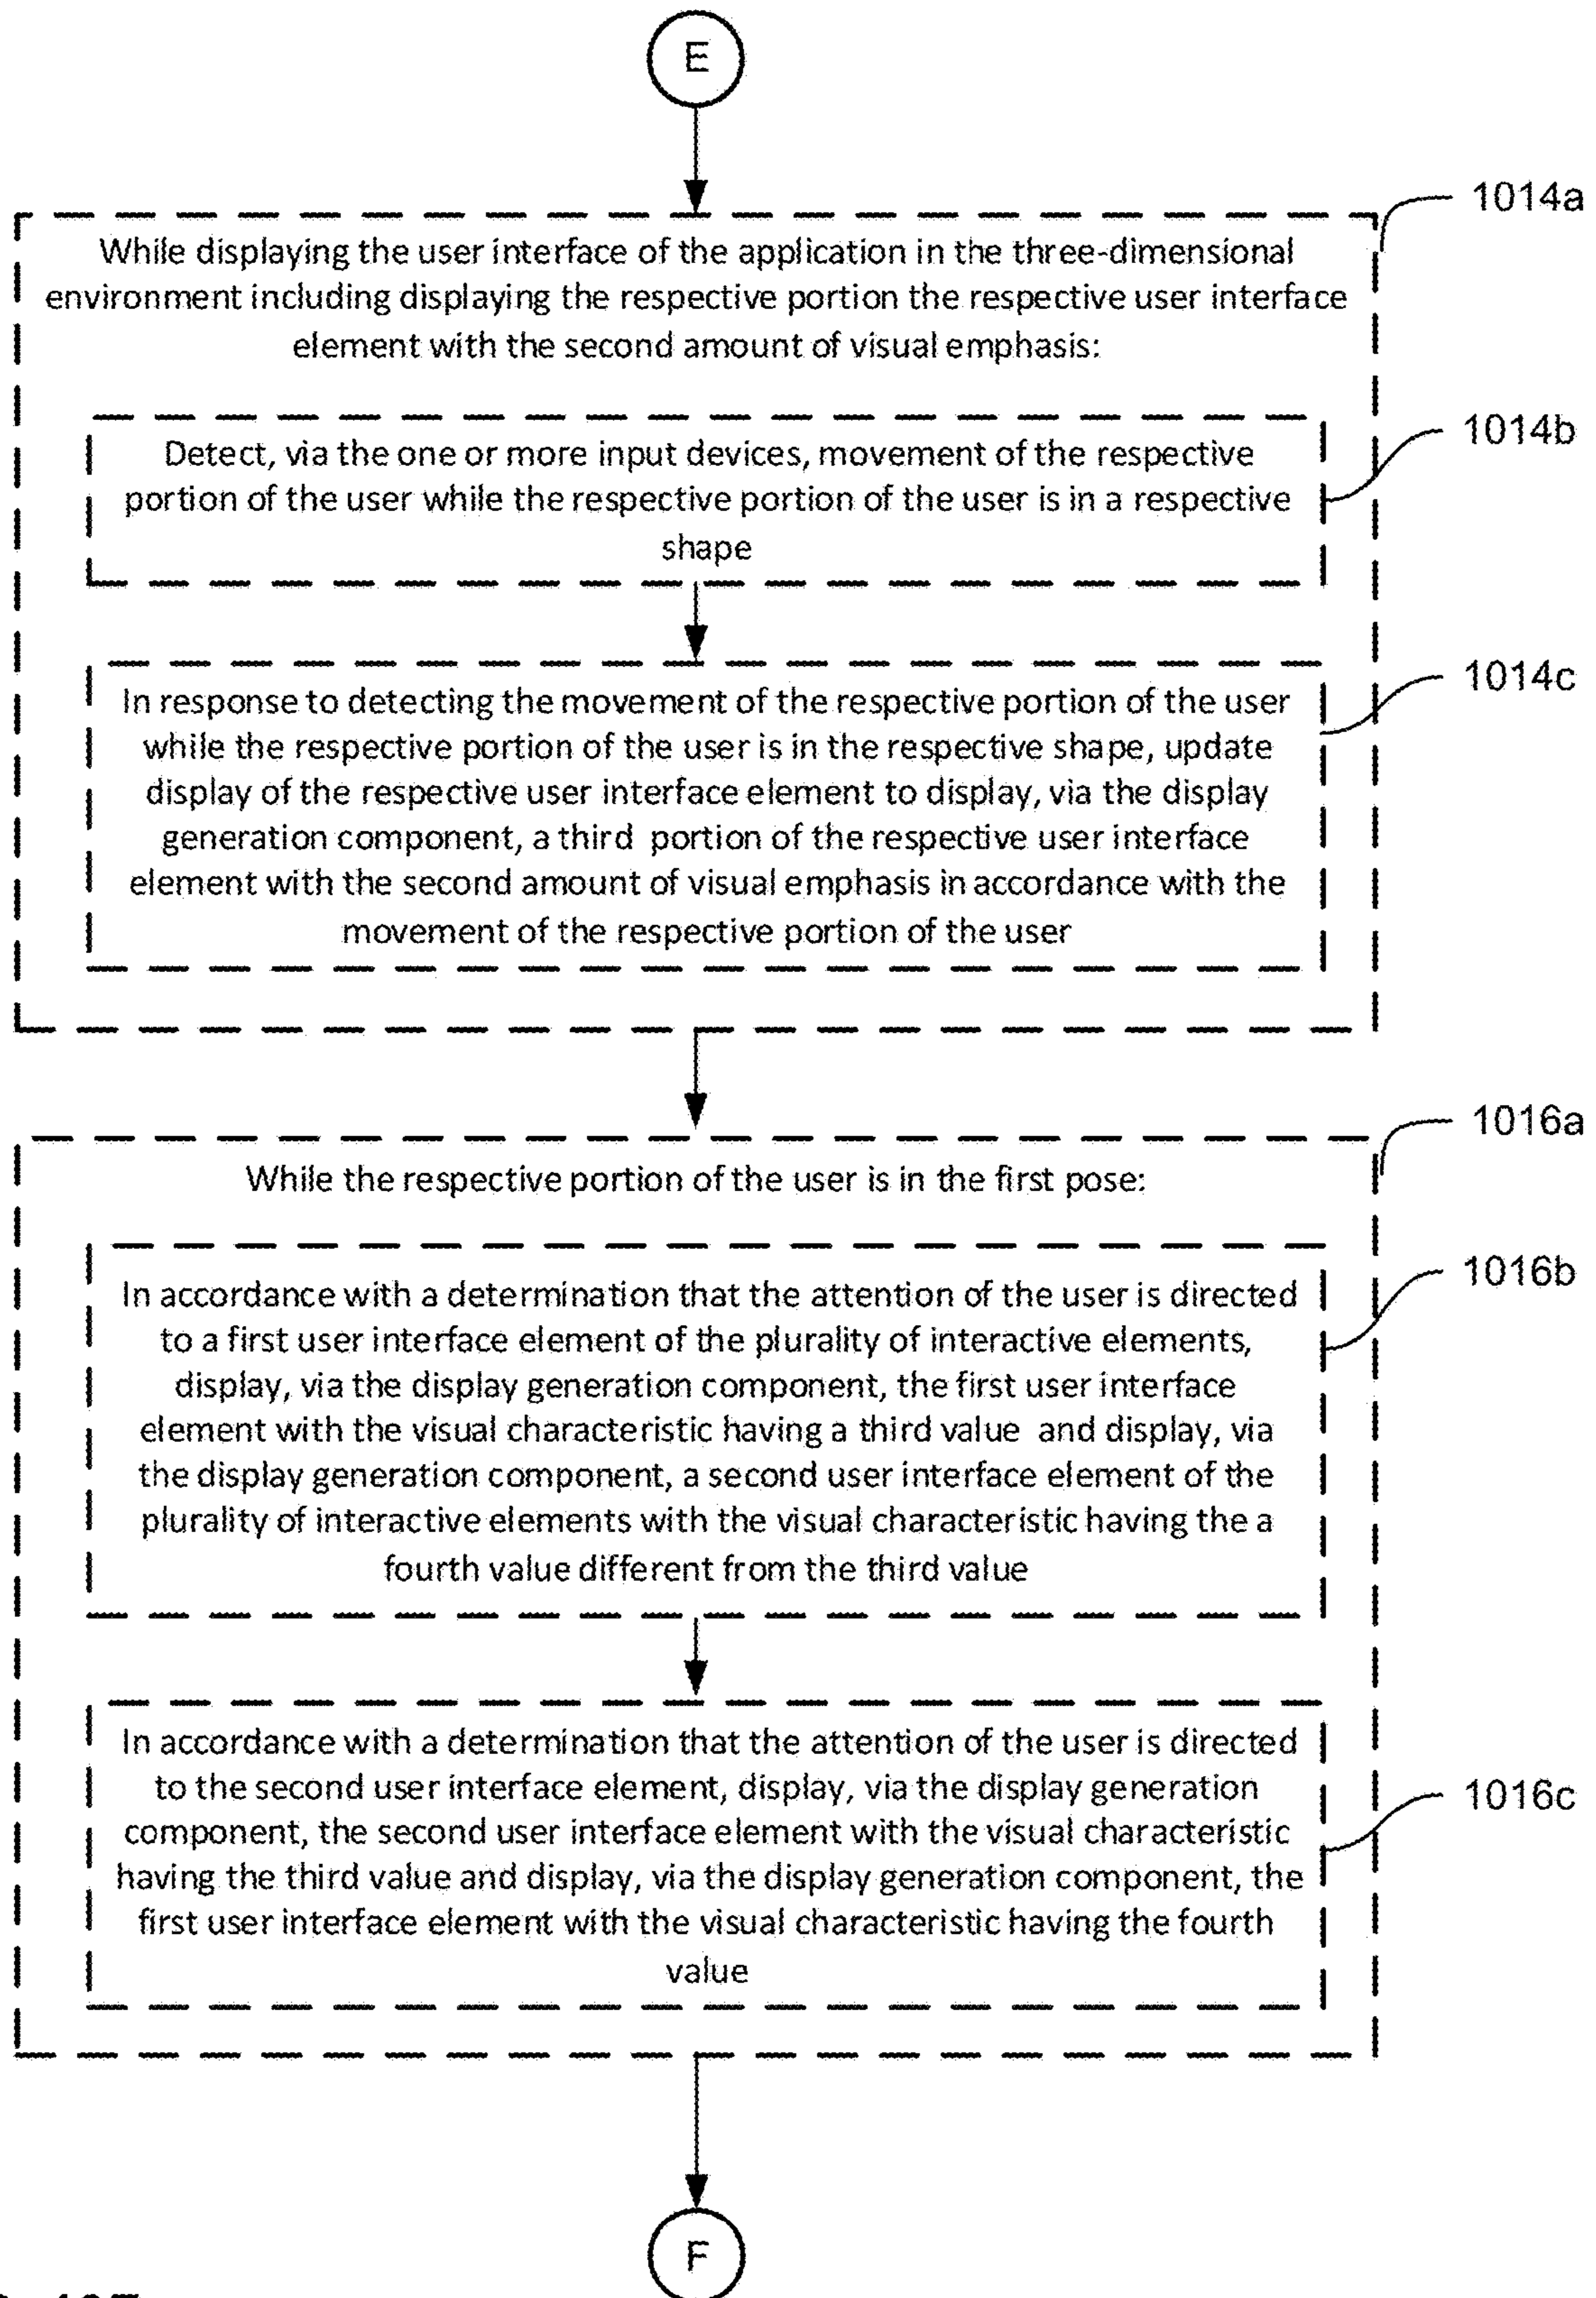 E
1014a
While displaying the user interface of the application in the three-dimensional
environment including displaying the respective portion the respective user interface
element with the second amount of visual emphasis:
1014b
Detect, via the one or more input devices, movement of the respective
portion of the user while the respective portion of the user is in a respective
shape
1014c
In response to detecting the movement of the respective portion of the user
while the respective portion of the user is in the respective shape, update
display of the respective user interface element to display, via the display
generation component, a third portion of the respective user interface
element with the second amount of visual emphasis in accordance with the
movement of the respective portion of the user
1016a
While the respective portion of the user is in the first pose:
1016b
In accordance with a determination that the attention of the user is directed
to a first user interface element of the plurality of interactive elements,
display, via the display generation component, the first user interface
element with the visual characteristic having a third value and display, via
the display generation component, a second user interface element of the
plurality of interactive elements with the visual characteristic having the a
fourth value different from the third value
1016c
In accordance with a determination that the attention of the user is directed
to the second user interface element, display, via the display generation
component, the second user interface element with the visual characteristic
having the third value and display, via the display generation component, the
first user interface element with the visual characteristic having the fourth
value
F